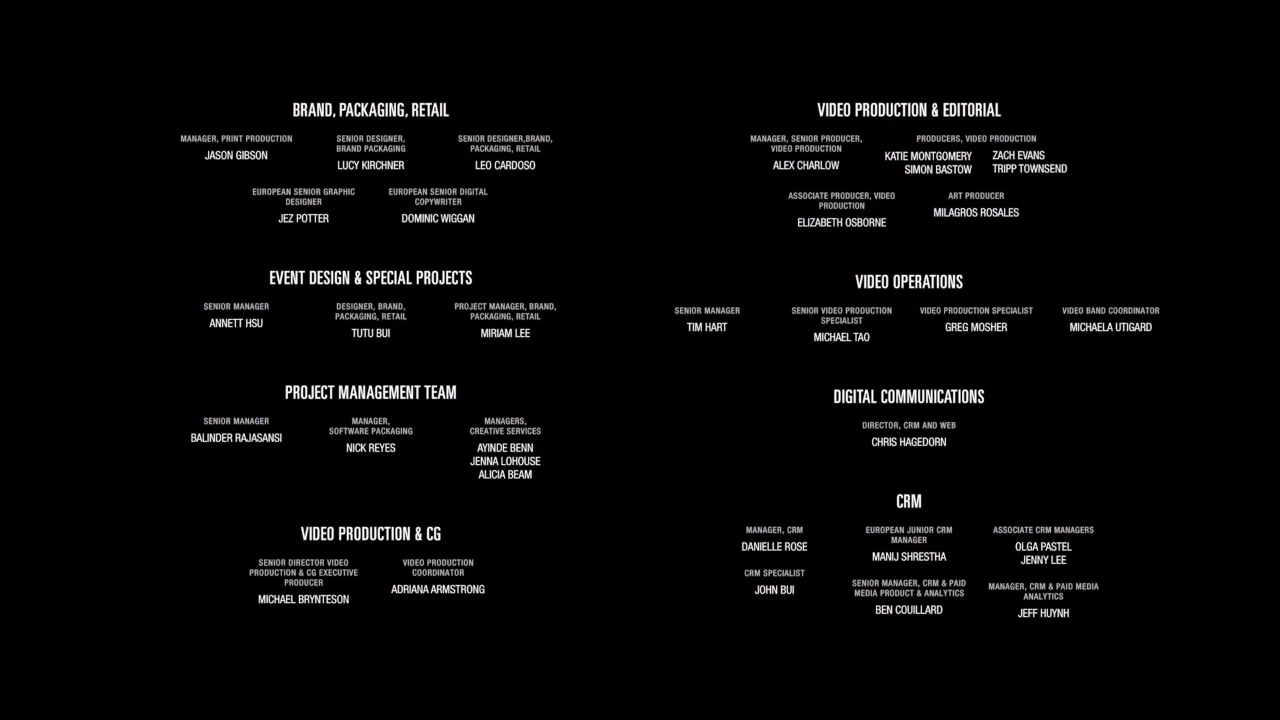 BRAND, PACKAGING, RETAIL
MANAGER, PRINT PRODUCTION
JASON GIBSON
SENIOR DESIGNER,
BRAND PACKAGING
LUCY KIRCHNER
SENIOR DESIGNER,BRAND,
PACKAGING, RETAIL
LEO CARDOSO
EUROPEAN SENIOR GRAPHIC
DESIGNER
JEZ POTTER
EUROPEAN SENIOR DIGITAL
COPYWRITER
DOMINIC WIGGAN
EVENT DESIGN & SPECIAL PROJECTS
SENIOR MANAGER
ANNETT HSU
DESIGNER, BRAND,
PACKAGING, RETAIL
TUTU BUI
PROJECT MANAGER, BRAND,
PACKAGING, RETAIL
MIRIAM LEE
PROJECT MANAGEMENT TEAM
SENIOR MANAGER
BALINDER RAJASANSI
MANAGER,
SOFTWARE PACKAGING
NICK REYES
MANAGERS,
CREATIVE SERVICES
AYINDE BENN
JENNA LOHOUSE
ALICIA BEAM
VIDEO PRODUCTION & CG
SENIOR DIRECTOR VIDEO
PRODUCTION & CG EXECUTIVE
PRODUCER
MICHAEL BRYNTESON
VIDEO PRODUCTION
COORDINATOR
ADRIANA ARMSTRONG
VIDEO PRODUCTION & EDITORIAL
MANAGER, SENIOR PRODUCER,
VIDEO PRODUCTION
ALEX CHARLOW
PRODUCERS, VIDEO PRODUCTION
KATIE MONTGOMERY
SIMON BASTOW
ZACH EVANS
TRIPP TOWNSEND
ASSOCIATE PRODUCER, VIDEO
PRODUCTION
ELIZABETH OSBORNE
ART PRODUCER
MILAGROS ROSALES
VIDEO OPERATIONS
SENIOR MANAGER
TIM HART
SENIOR VIDEO PRODUCTION
SPECIALIST
MICHAEL TAO
VIDEO PRODUCTION SPECIALIST
GREG MOSHER
VIDEO BAND COORDINATOR
MICHAELA UTIGARD
DIGITAL COMMUNICATIONS
DIRECTOR, CRM AND WEB
CHRIS HAGEDORN
CRM
MANAGER, CRM
DANIELLE ROSE
EUROPEAN JUNIOR CRM
MANAGER
MANIJ SHRESTHA
ASSOCIATE CRM MANAGERS
OLGA PASTEL
JENNY LEE
CRM SPECIALIST
JOHN BUI
SENIOR MANAGER, CRM & PAID
MEDIA PRODUCT & ANALYTICS
BEN COUILLARD
MANAGER, CRM & PAID MEDIA
ANALYTICS
JEFF HUYNH